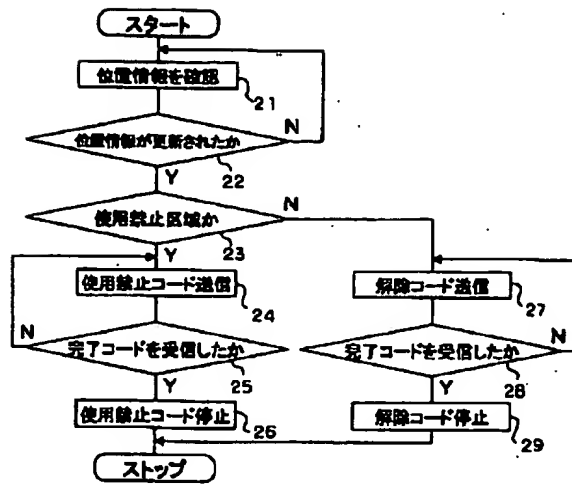 スタート
位置情報を確認
21
位置情報が更新されたか
N
22
Y
使用禁止区域か
N
23
Y
使用禁止コード送信
24
解除コード送信
27
N
完了コードを受信したか
25
Y
完了コードを受信したか
N
28
Y
使用禁止コード停止
26
解除コード停止
29
ストップ